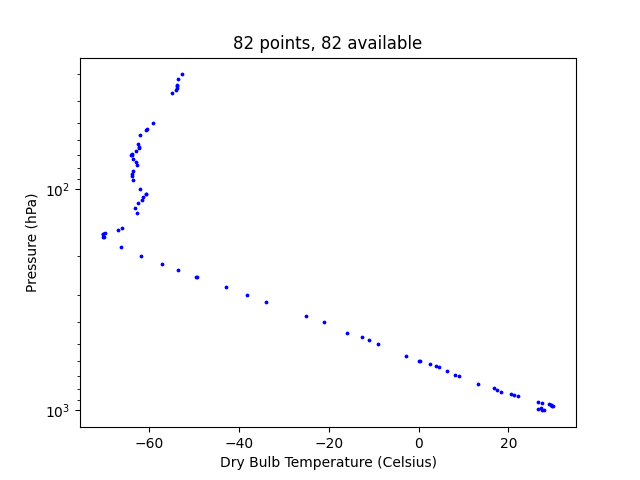 82 points, 82 available
10²
10³
Pressure (hPa)
−60
−40
−20
0
20
Dry Bulb Temperature (Celsius)